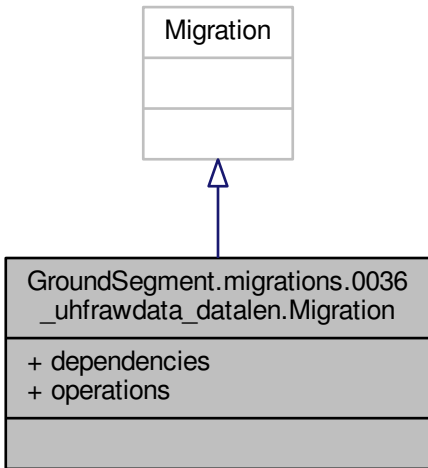 Migration
GroundSegment.migrations.0036
_uhfrawdata_datalen.Migration
+ dependencies
+ operations